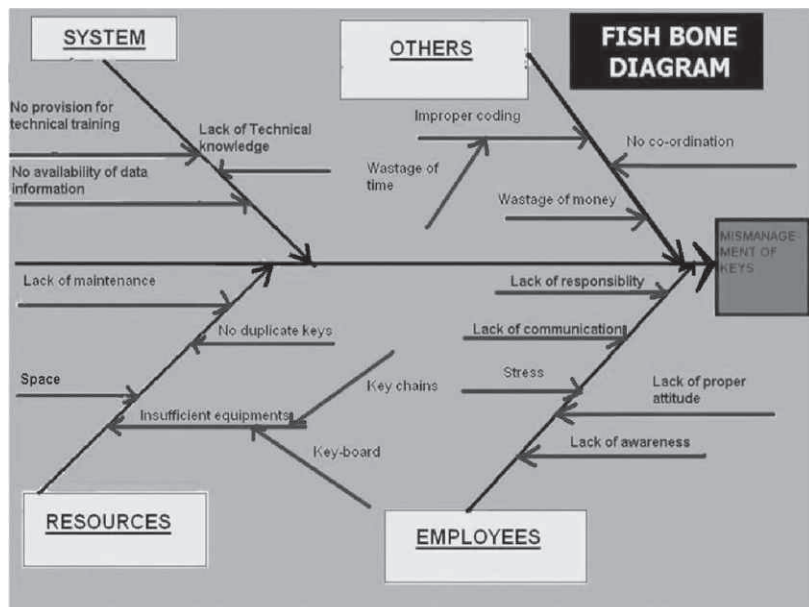 SYSTEM
OTHERS
FISH BONE
DIAGRAM
No provision for
technical training
Lack of Technical
knowledge
No availability of data
information
Improper coding
Wastage of
time
No co-ordination
Wastage of money
MISMANAGE
MENT OF
KEYS
Lack of maintenance
No duplicate keys
Space
Insufficient equipments
Key chains
Key-board
RESOURCES
Lack of responsiblity
Lack of communication
Stress
Lack of proper
attitude
Lack of awareness
EMPLOYEES